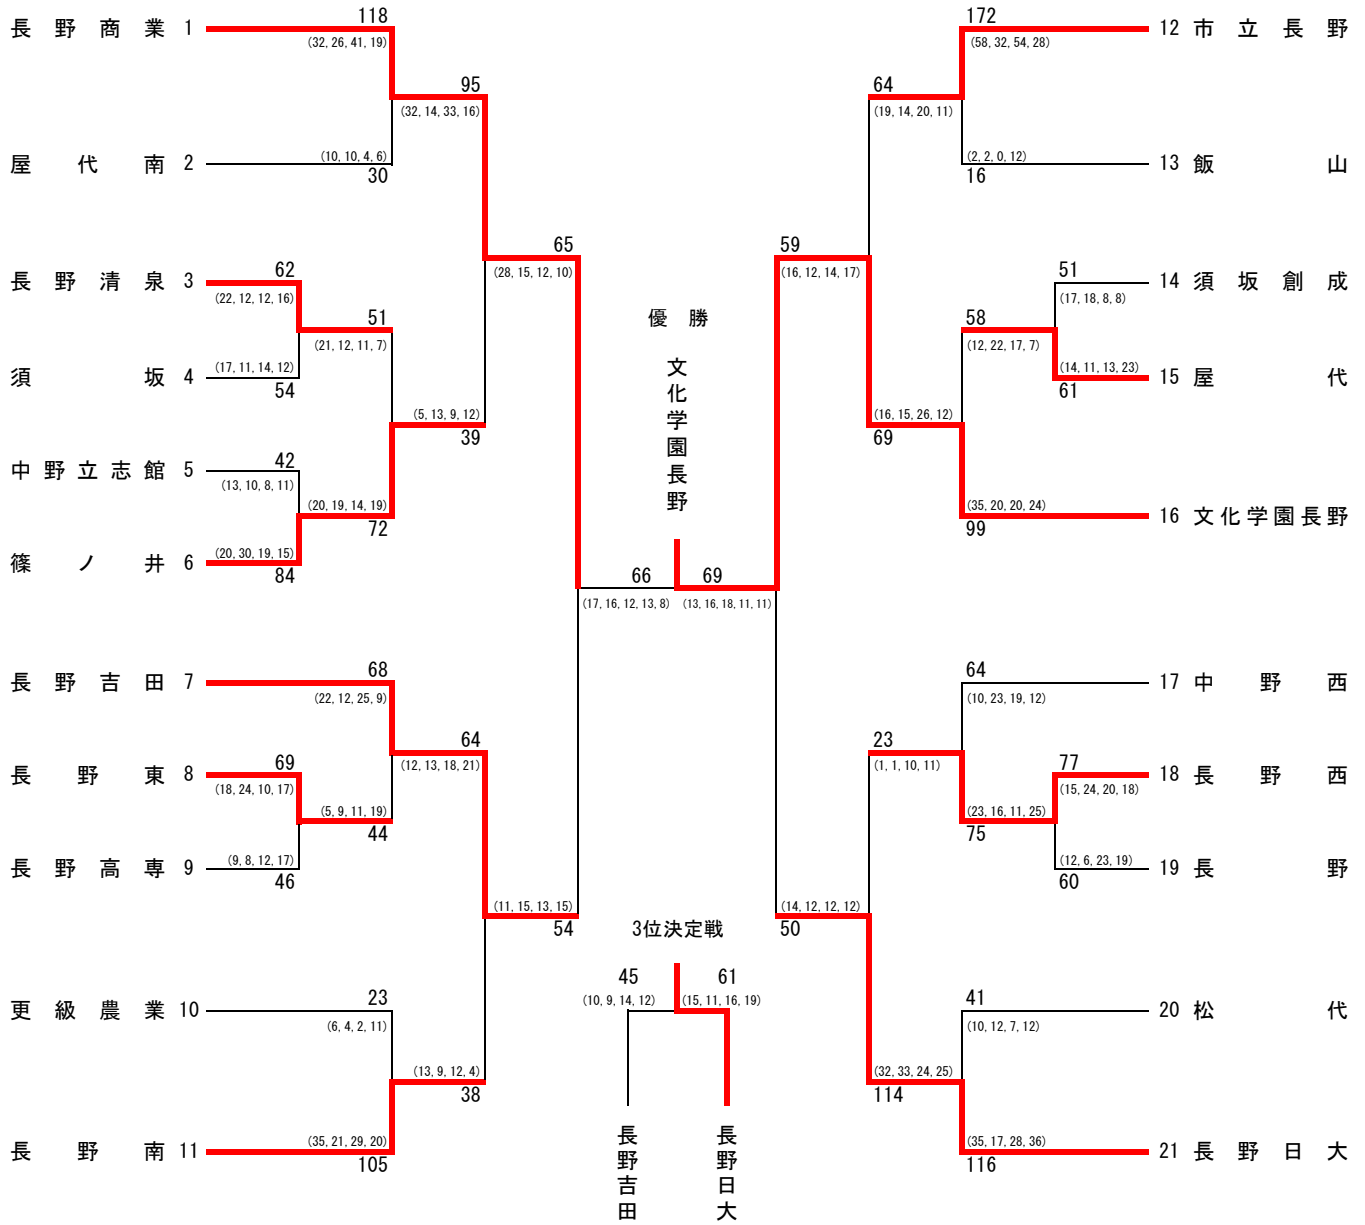 長野商業 1
118
(32, 26, 41, 19)
95
(32, 14, 33, 16)
屋代南 2
(10, 10, 4, 6)
30
長野清泉 3
62
(22, 12, 12, 16)
51
(21, 12, 11, 7)
須坂 4
(17, 11, 14, 12)
54
65
(28, 15, 12, 10)
(5, 13, 9, 12)
39
中野立志館 5
42
(13, 10, 8, 11)
(20, 19, 14, 19)
72
篠ノ井 6
(20, 30, 19, 15)
84
長野吉田 7
68
(22, 12, 25, 9)
64
(12, 13, 18, 21)
長野東 8
69
(18, 24, 10, 17)
(5, 9, 11, 19)
44
長野高専 9
(9, 8, 12, 17)
46
(11, 15, 13, 15)
54
更級農業 10
23
(6, 4, 2, 11)
(13, 9, 12, 4)
38
長野南 11
(35, 21, 29, 20)
105
優勝
文化学園長野
66
(17, 16, 12, 13, 8)
69
(13, 16, 18, 11, 11)
3位決定戦
45
(10, 9, 14, 12)
61
(15, 11, 16, 19)
長野吉田
長野日大
172
(58, 32, 54, 28)
12 市立長野
64
(19, 14, 20, 11)
(2, 2, 0, 12)
16
13 飯山
59
(16, 12, 14, 17)
51
(17, 18, 8, 8)
14 須坂創成
58
(12, 22, 17, 7)
(14, 11, 13, 23)
61
15 屋代
(16, 15, 26, 12)
69
(35, 20, 20, 24)
99
16 文化学園長野
64
(10, 23, 19, 12)
17 中野西
23
(1, 1, 10, 11)
77
(15, 24, 20, 18)
18 長野西
(23, 16, 11, 25)
75
(12, 6, 23, 19)
60
19 長野
(14, 12, 12, 12)
50
41
(10, 12, 7, 12)
20 松代
(32, 33, 24, 25)
114
(35, 17, 28, 36)
116
21 長野日大